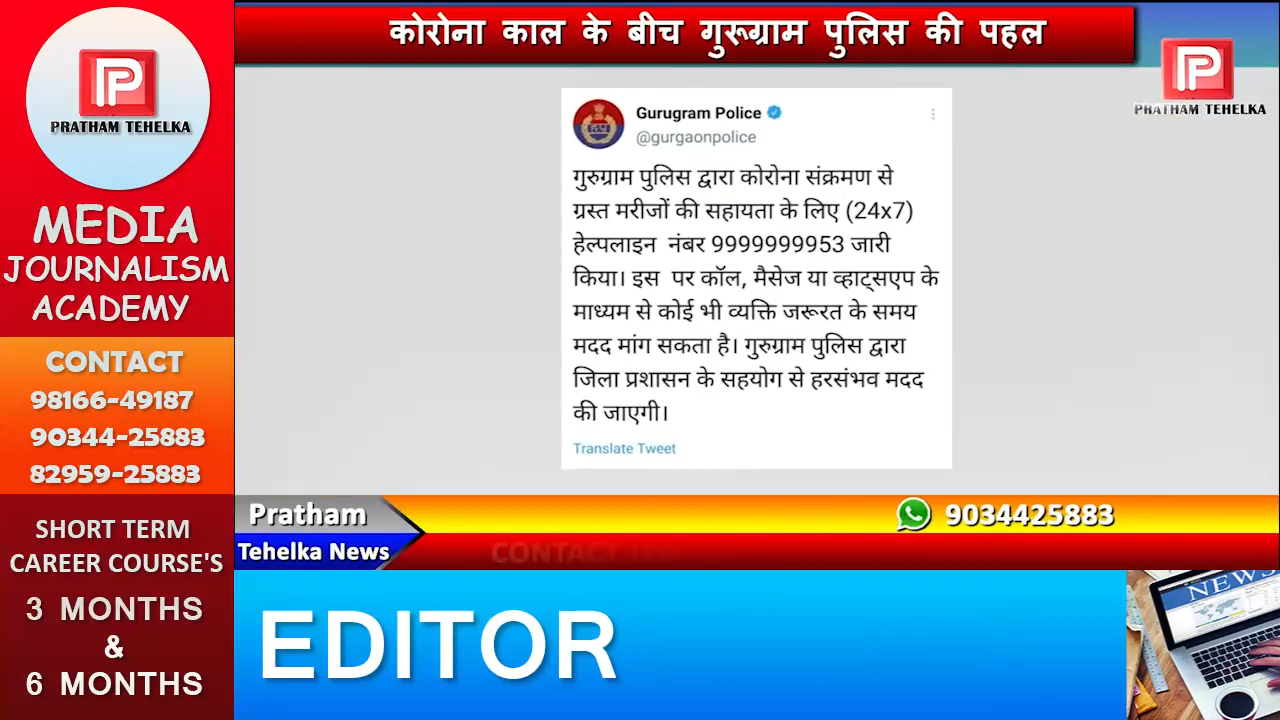 PRATHAM TEHELKA
MEDIA
JOURNALISM
ACADEMY
CONTACT
98166-49187
90344-25883
82959-25883
SHORT TERM
CAREER COURSE'S
3 MONTHS
&
6 MONTHS
कोरोना काल के बीच गुरूग्राम पुलिस की पहल
PRATHAM TEHELKA
Gurugram Police
@gurgaonpolice
गुरुग्राम पुलिस द्वारा कोरोना संक्रमण से
ग्रस्त मरीजों की सहायता के लिए (24x7)
हेल्पलाइन नंबर 9999999953 जारी
किया। इस पर कॉल, मैसेज या व्हाट्सएप के
माध्यम से कोई भी व्यक्ति जरूरत के समय
मदद मांग सकता है। गुरुग्राम पुलिस द्वारा
जिला प्रशासन के सहयोग से हरसंभव मदद
की जाएगी।
Translate Tweet
Pratham
Tehelka News
9034425883
CONTACT
EDITOR
NEWS